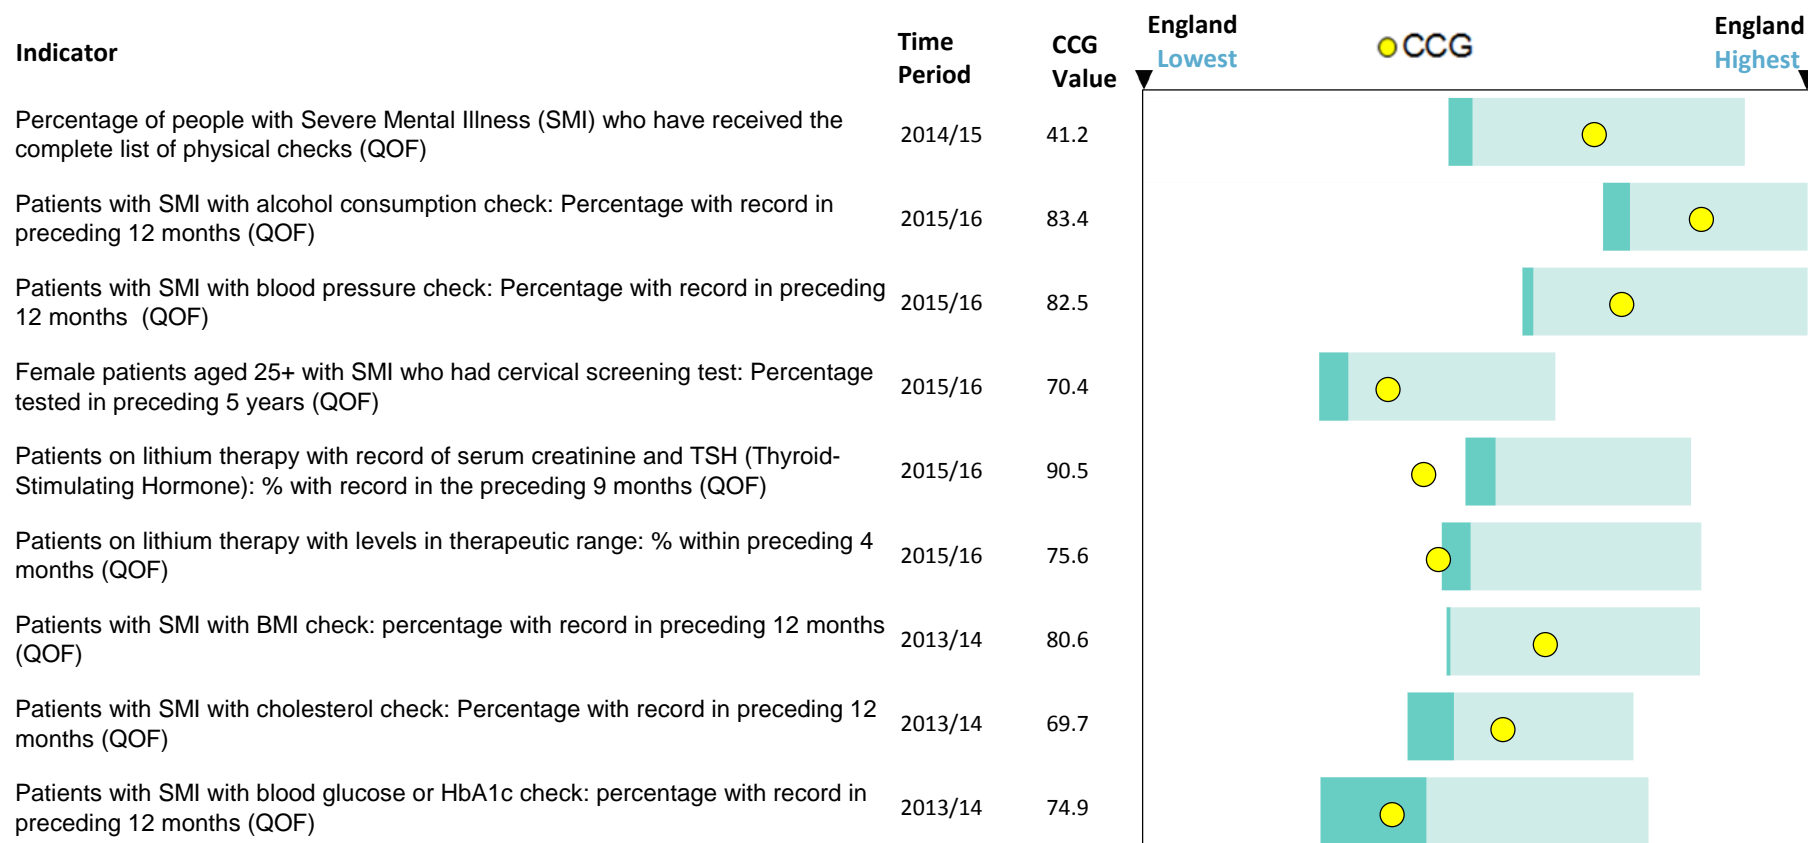 Indicator
Time
Period
CCG
Value
England
Lowest
CCG
England
Highest
Percentage of people with Severe Mental Illness (SMI) who have received the
complete list of physical checks (QOF)
2014/15
41.2
Patients with SMI with alcohol consumption check: Percentage with record in
preceding 12 months (QOF)
2015/16
83.4
Patients with SMI with blood pressure check: Percentage with record in preceding
12 months  (QOF)
2015/16
82.5
Female patients aged 25+ with SMI who had cervical screening test: Percentage
tested in preceding 5 years (QOF)
2015/16
70.4
Patients on lithium therapy with record of serum creatinine and TSH (Thyroid-
Stimulating Hormone): % with record in the preceding 9 months (QOF)
2015/16
90.5
Patients on lithium therapy with levels in therapeutic range: % within preceding 4
months (QOF)
2015/16
75.6
Patients with SMI with BMI check: percentage with record in preceding 12 months
(QOF)
2013/14
80.6
Patients with SMI with cholesterol check: Percentage with record in preceding 12
months (QOF)
2013/14
69.7
Patients with SMI with blood glucose or HbA1c check: percentage with record in
preceding 12 months (QOF)
2013/14
74.9